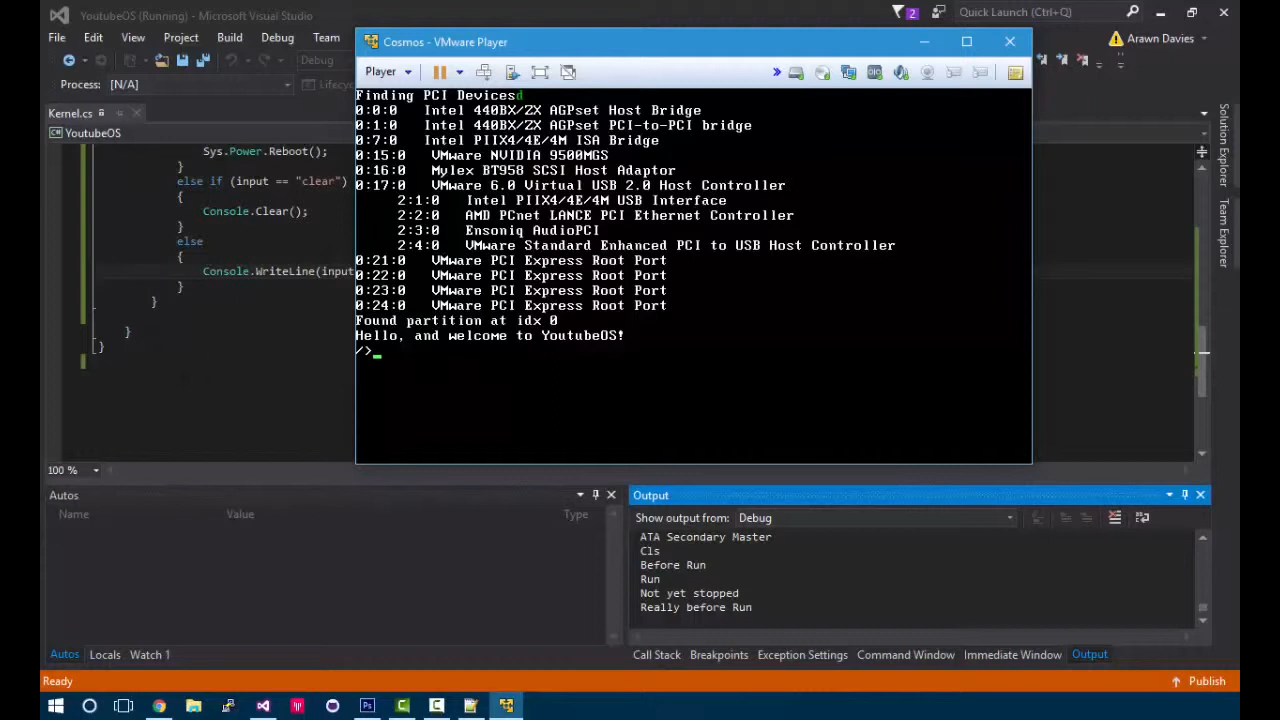 YoutubeOS (Running) - Microsoft Visual Studio
2
Quick Launch (Ctrl+Q)
File Edit View Project Build Debug Team
Arawn Davies
Debug
Process: [N/A]
Lifecyc
Kernel.cs
YoutubeOS
Sys.Power.Reboot();
}
else if (input == "clear")
{
Console.Clear();
}
else
{
Console.WriteLine(input
}
}
}
}
100 %
Cosmos - VMware Player
Player
Finding PCI Devicesd
0:0:0 Intel 440BX/ZX AGPset Host Bridge
0:1:0 Intel 440BX/ZX AGPset PCI-to-PCI bridge
0:7:0 Intel PIIX4/4E/4M ISA Bridge
0:15:0 VMware NVIDIA 9500MGS
0:16:0 Mylex BT958 SCSI Host Adaptor
0:17:0 VMware 6.0 Virtual USB 2.0 Host Controller
2:1:0 Intel PIIX4/4E/4M USB Interface
2:2:0 AMD PCnet LANCE PCI Ethernet Controller
2:3:0 Ensoniq AudioPCI
2:4:0 VMware Standard Enhanced PCI to USB Host Controller
0:21:0 VMware PCI Express Root Port
0:22:0 VMware PCI Express Root Port
0:23:0 VMware PCI Express Root Port
0:24:0 VMware PCI Express Root Port
Found partition at idx 0
Hello, and welcome to YoutubeOS!
/>_
Solution Explorer
Team Explorer
Autos
Name Value Type
Autos Locals Watch 1
Output
Show output from: Debug
ATA Secondary Master
Cls
Before Run
Run
Not yet stopped
Really before Run
Call Stack Breakpoints Exception Settings Command Window Immediate Window Output
Ready
Publish